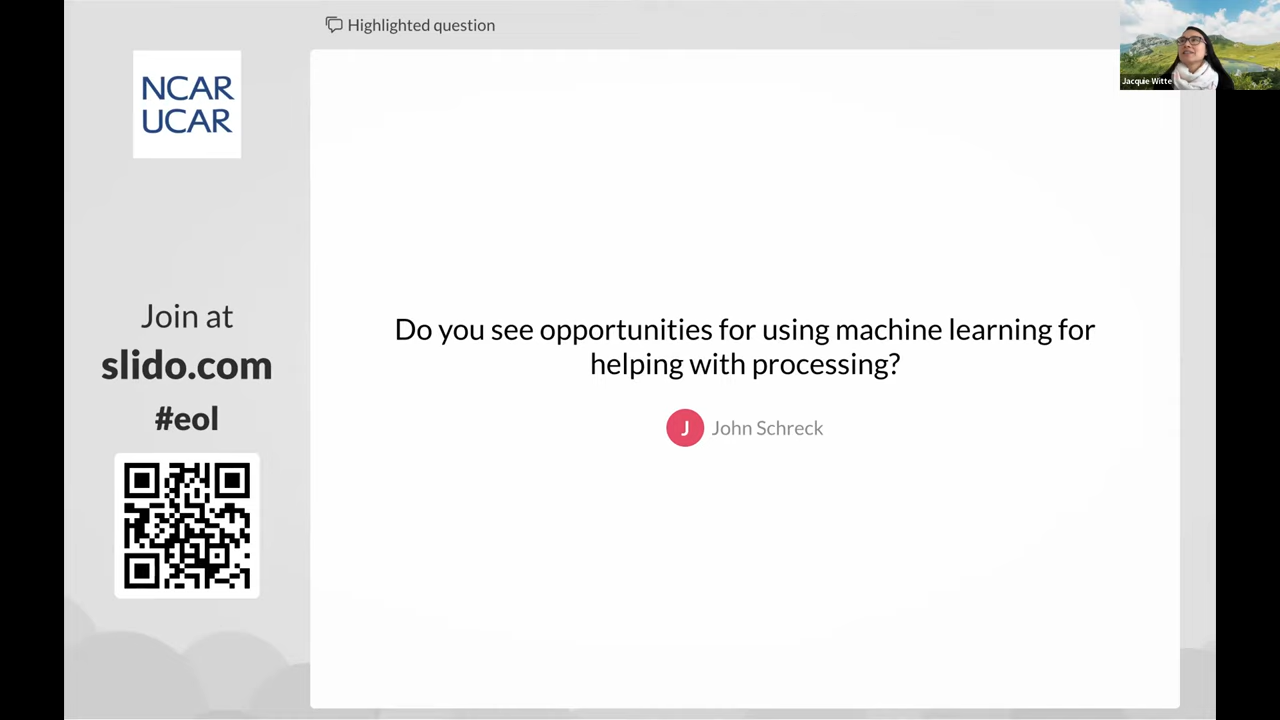 Highlighted question
NCAR
UCAR
Jacquie Witte
Join at
slido.com
#eol
Do you see opportunities for using machine learning for
helping with processing?
J John Schreck